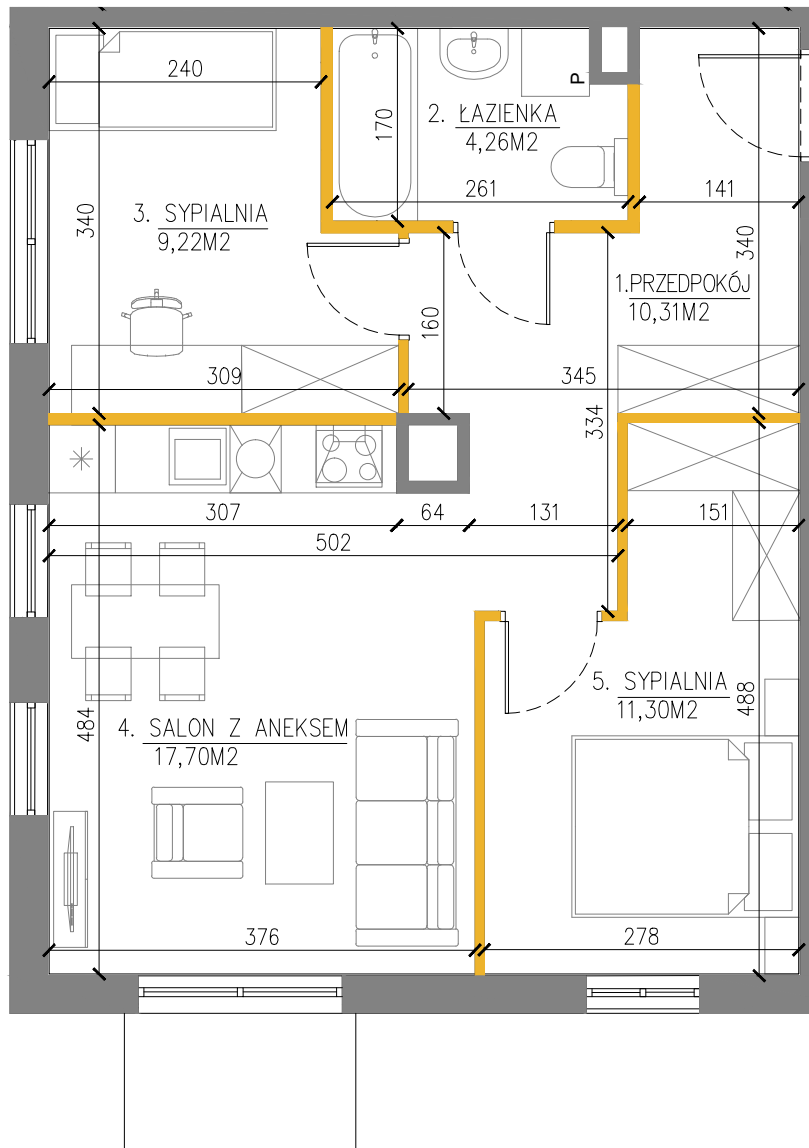 240
170
P
2. ŁAZIENKA
4,26M2
261
141
340
3. SYPIALNIA
9,22M2
340
1.PRZEDPOKÓJ
10,31M2
160
309
345
334
307
64
131
151
502
5. SYPIALNIA
11,30M2
488
484
4. SALON Z ANEKSEM
17,70M2
376
278